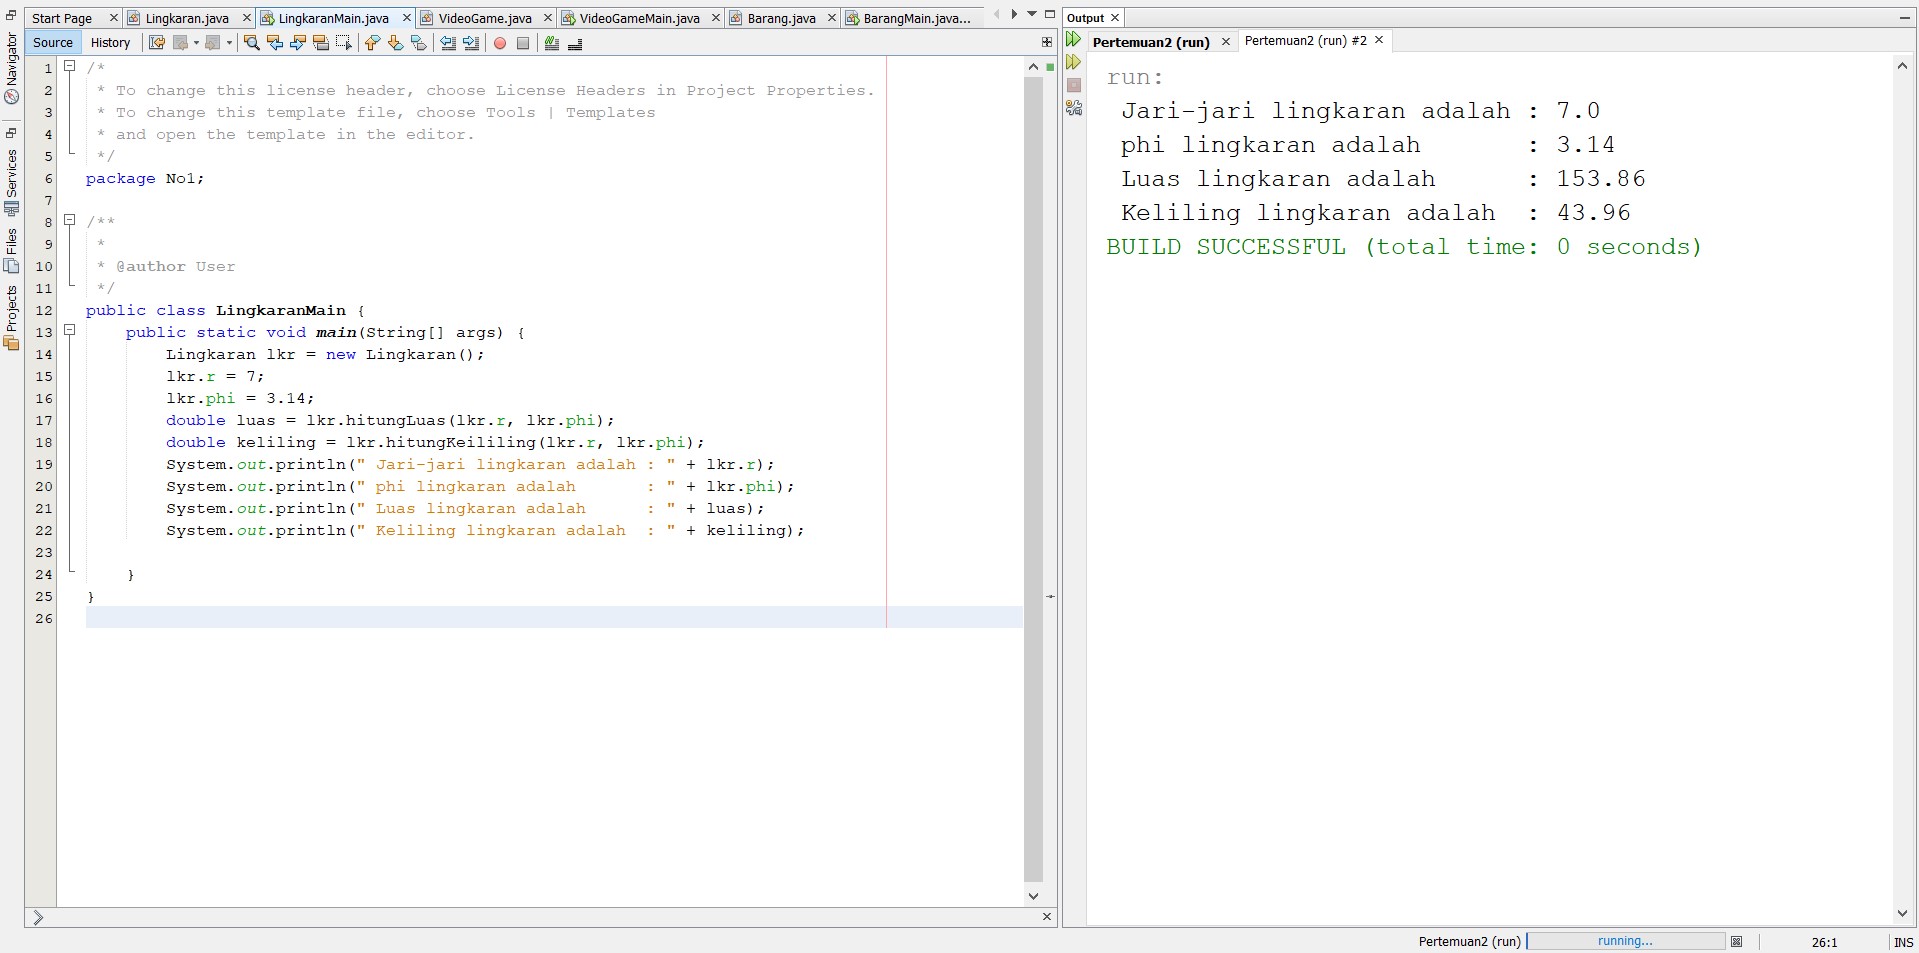 Start Page
Lingkaran.java
LingkaranMain.java
VideoGame.java
VideoGameMain.java
Barang.java
BarangMain.java...
Source
History
Navigator
Services
Files
Projects
1 /*
2 * To change this license header, choose License Headers in Project Properties.
3 * To change this template file, choose Tools | Templates
4 * and open the template in the editor.
5 */
6 package No1;
7
8 /**
9 *
10 * @author User
11 */
12 public class LingkaranMain {
13 public static void main(String[] args) {
14 Lingkaran lkr = new Lingkaran();
15 lkr.r = 7;
16 lkr.phi = 3.14;
17 double luas = lkr.hitungLuas(lkr.r, lkr.phi);
18 double keliling = lkr.hitungKeililing(lkr.r, lkr.phi);
19 System.out.println(" Jari-jari lingkaran adalah : " + lkr.r);
20 System.out.println(" phi lingkaran adalah       : " + lkr.phi);
21 System.out.println(" Luas lingkaran adalah      : " + luas);
22 System.out.println(" Keliling lingkaran adalah  : " + keliling);
23
24 }
25 }
26
Output
Pertemuan2 (run)
Pertemuan2 (run) #2
run:
Jari-jari lingkaran adalah : 7.0
phi lingkaran adalah       : 3.14
Luas lingkaran adalah      : 153.86
Keliling lingkaran adalah  : 43.96
BUILD SUCCESSFUL (total time: 0 seconds)
Pertemuan2 (run)
running...
26:1
INS